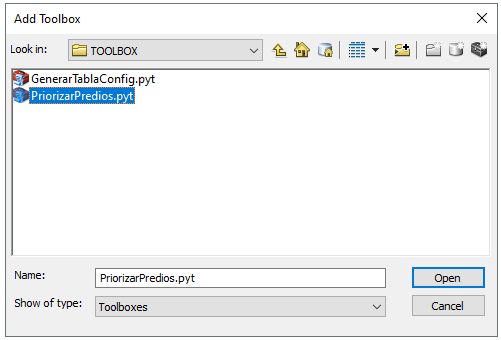 Add Toolbox
Look in: TOOLBOX
GenerarTablaConfig.pyt
PriorizarPredios.pyt
Name: PriorizarPredios.pyt Open
Show of type: Toolboxes Cancel